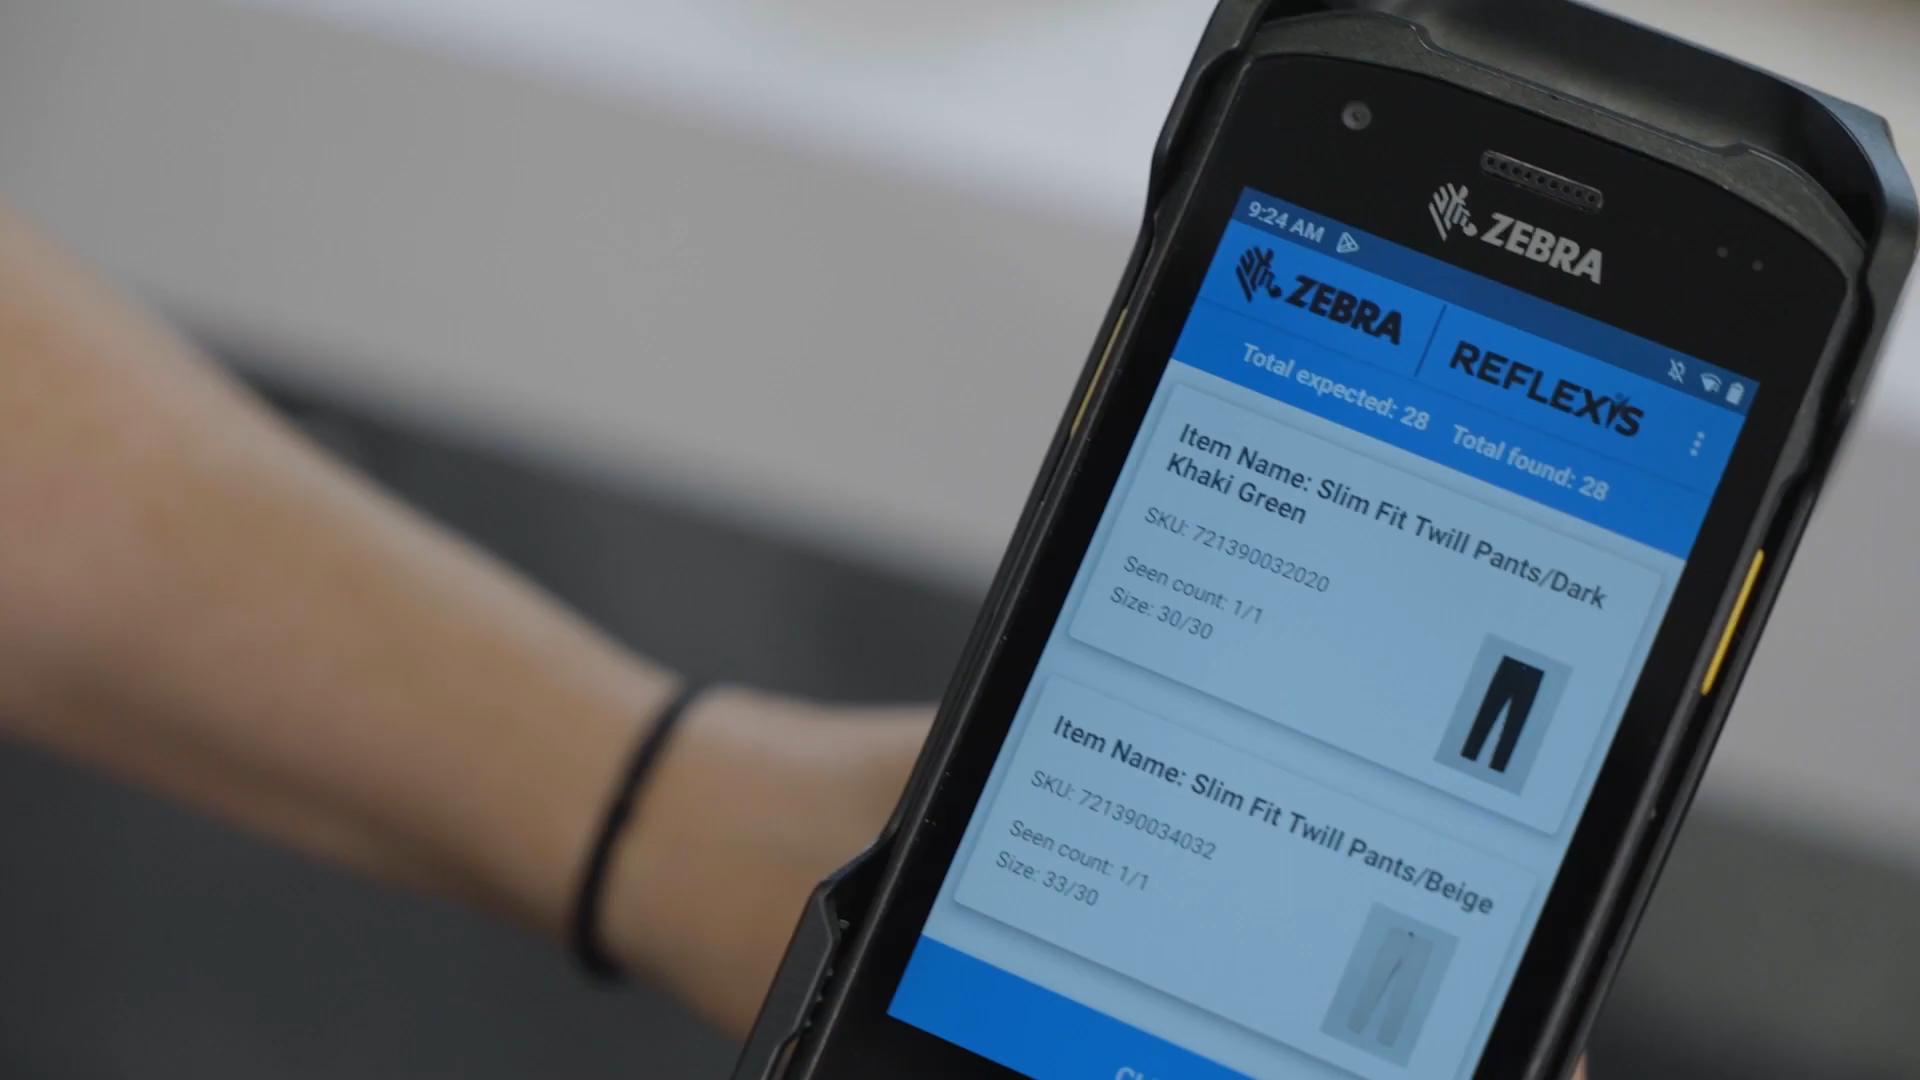 ZEBRA
9:24 AM
ZEBRA | REFLEXIS
Total expected: 28 Total found: 28
Item Name: Slim Fit Twill Pants/Dark
Khaki Green
SKU: 721390032020
Seen count: 1/1
Size: 30/30
Item Name: Slim Fit Twill Pants/Beige
SKU: 721390034032
Seen count: 1/1
Size: 33/30